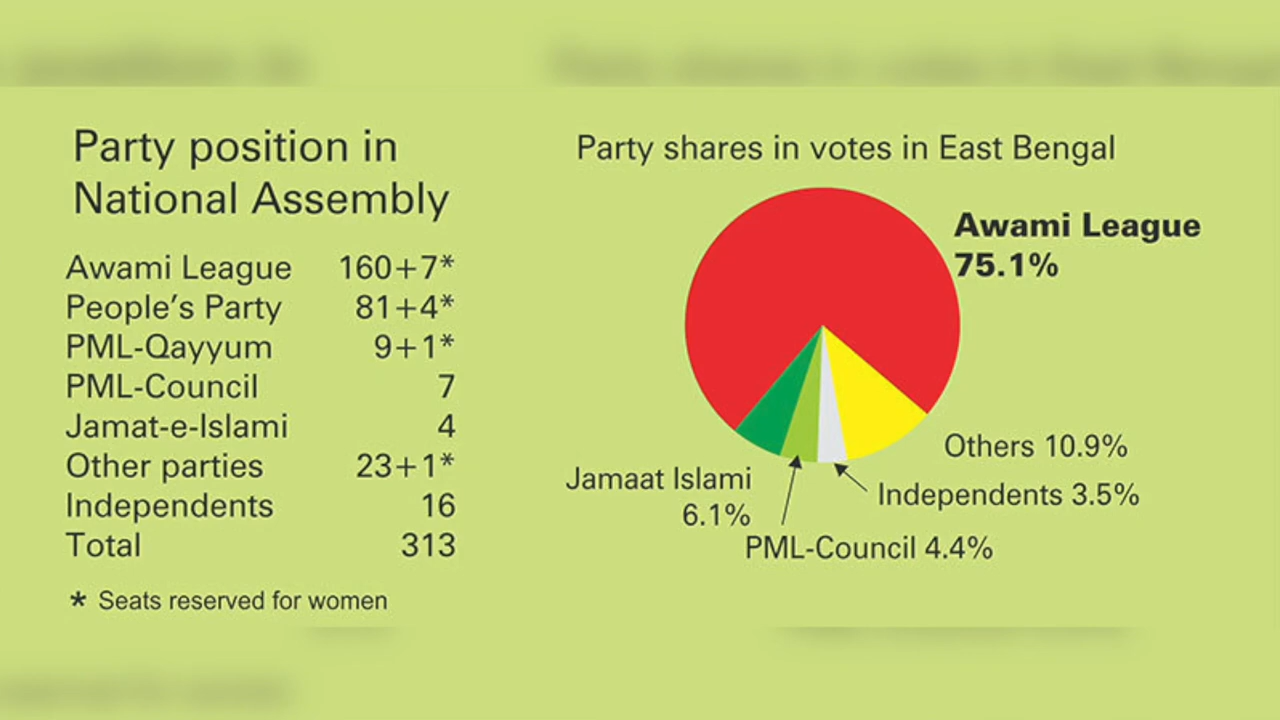 Party position in
National Assembly
Awami League 160+7*
People's Party 81+4*
PML-Qayyum 9+1*
PML-Council 7
Jamat-e-Islami 4
Other parties 23+1*
Independents 16
Total 313
* Seats reserved for women
Party shares in votes in East Bengal
Awami League
75.1%
Others 10.9%
Independents 3.5%
Jamaat Islami
6.1%
PML-Council 4.4%